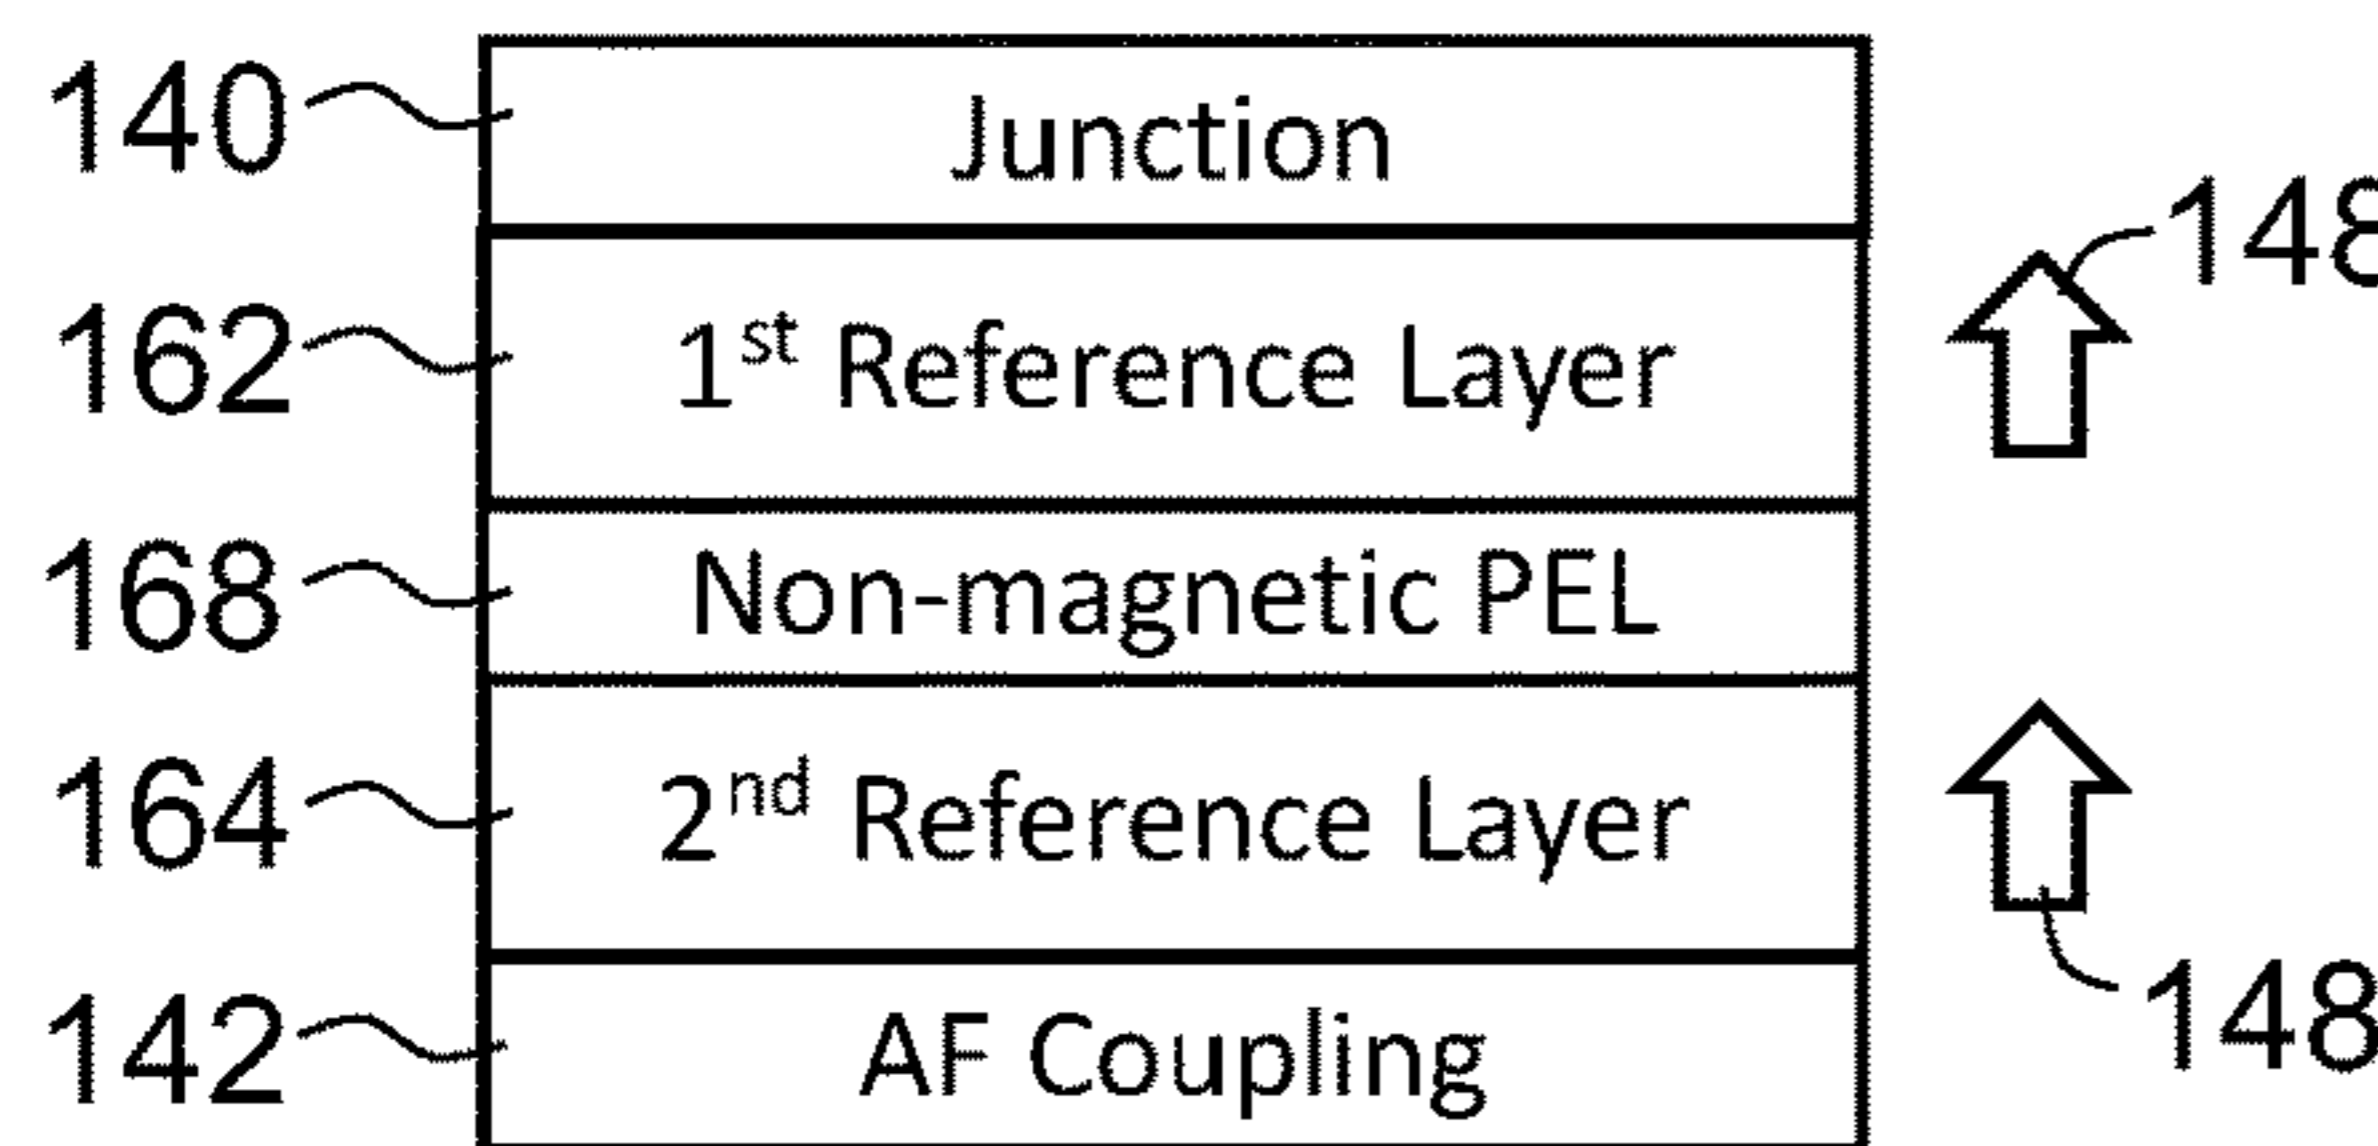 140 Junction
148
162 1st Reference Layer
168 Non-magnetic PEL
164 2nd Reference Layer
148
142 AF Coupling